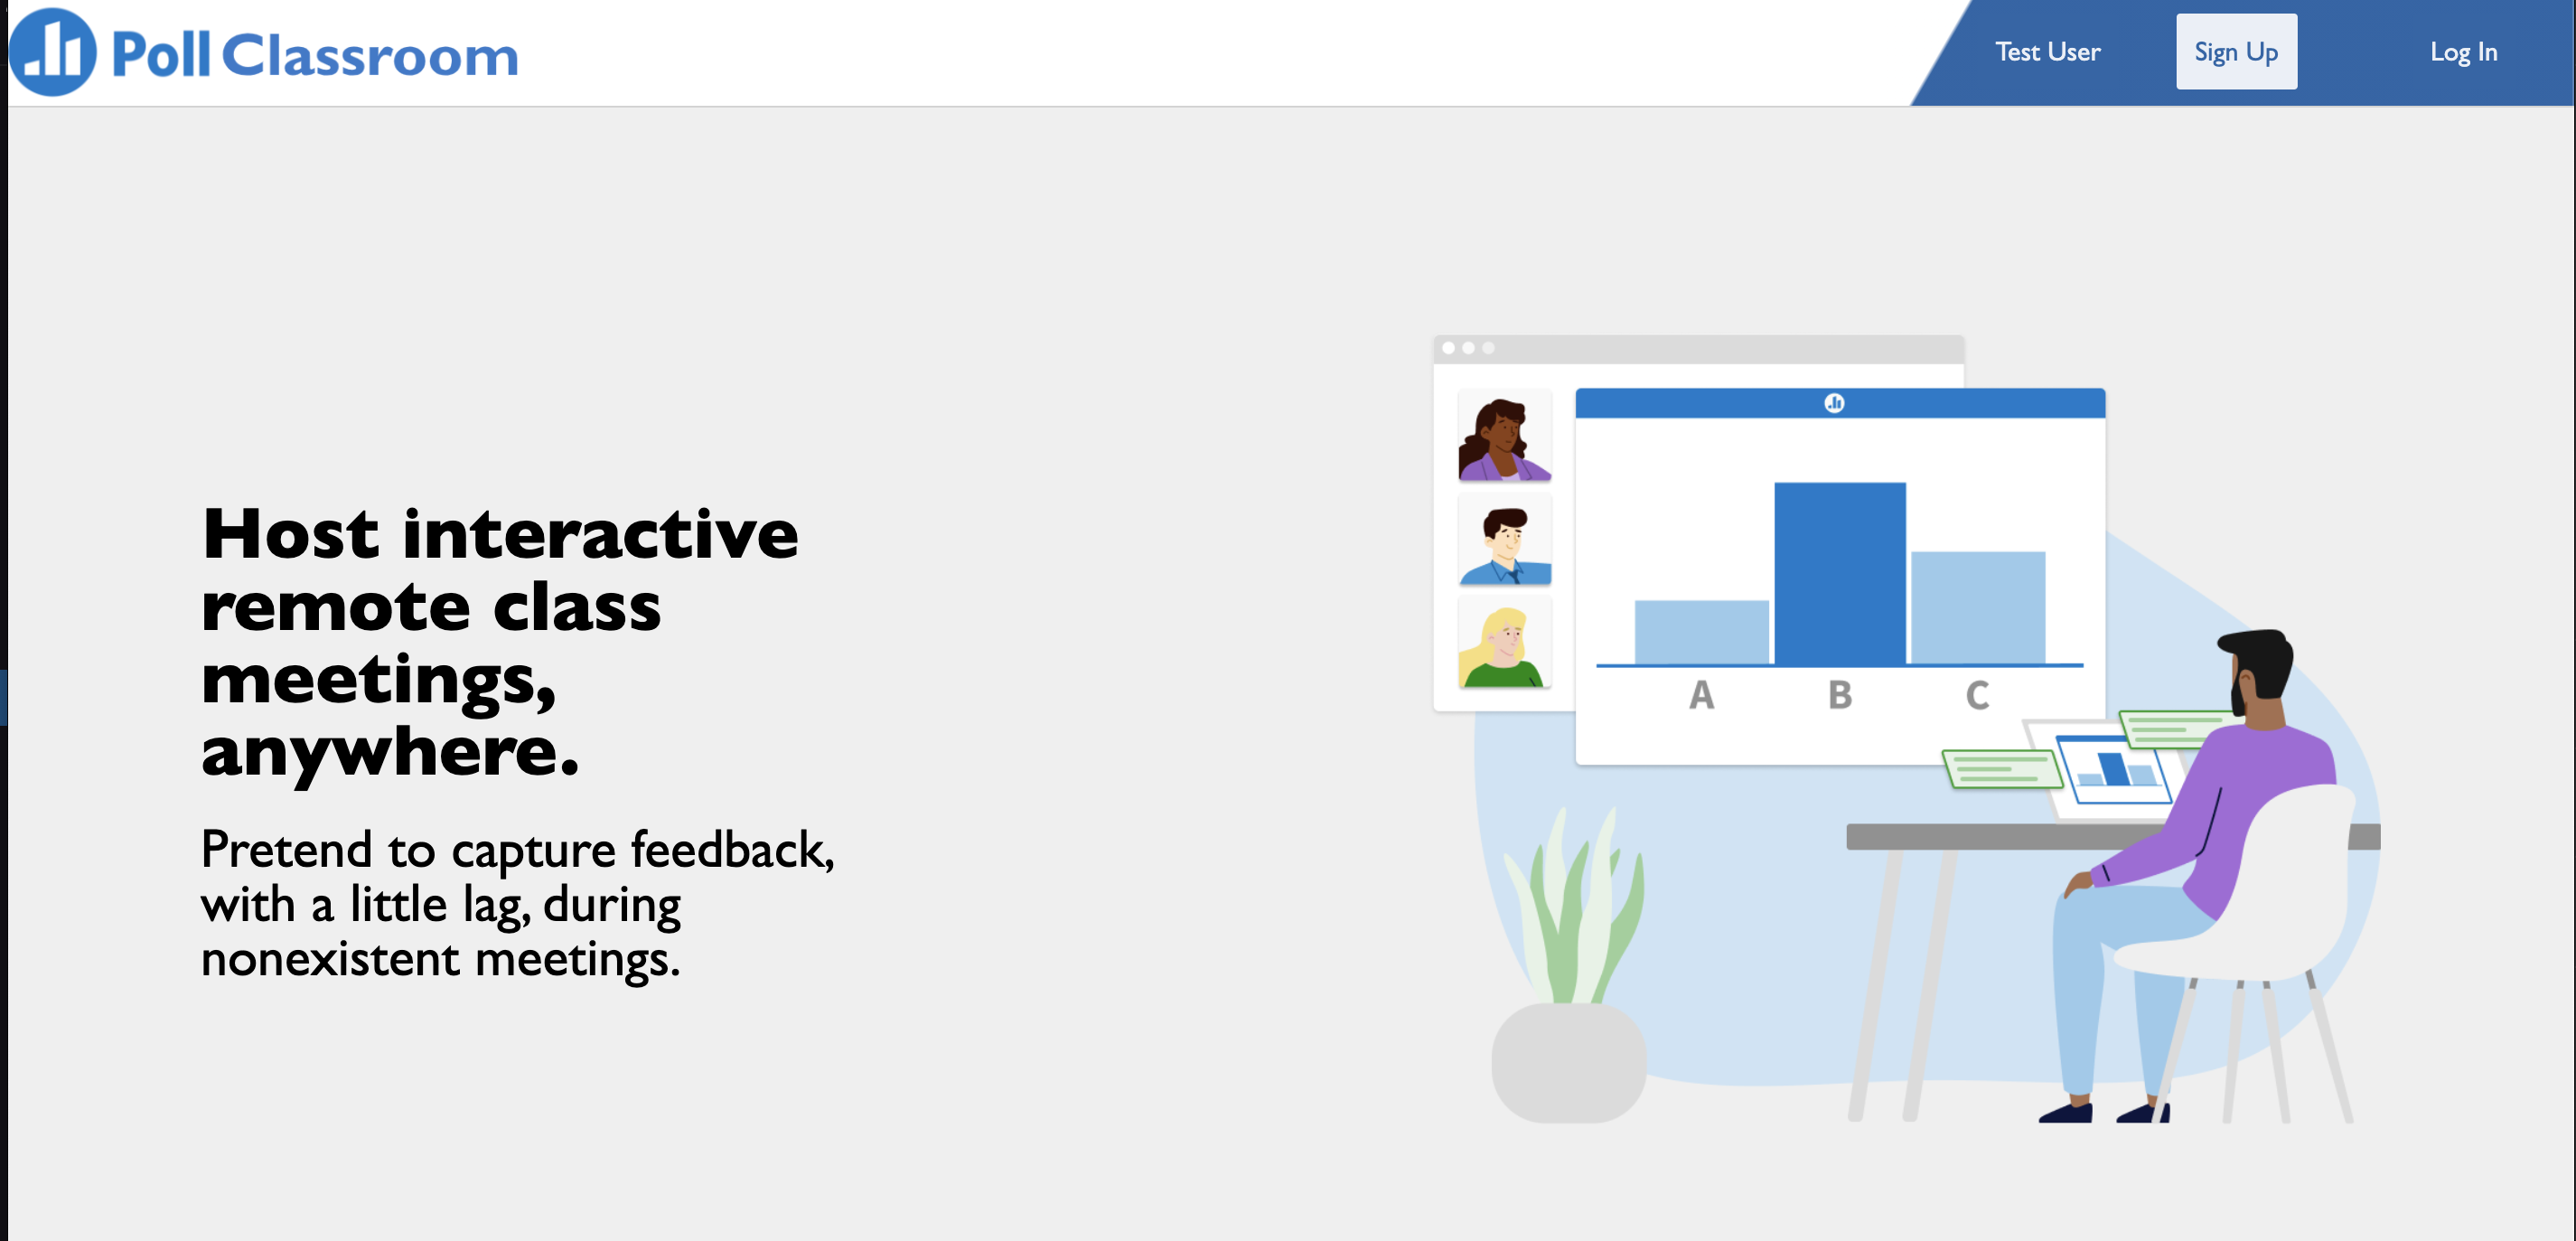 Poll Classroom
Test User
Sign Up
Log In
Host interactive
remote class
meetings,
anywhere.
Pretend to capture feedback,
with a little lag, during
nonexistent meetings.
A B C